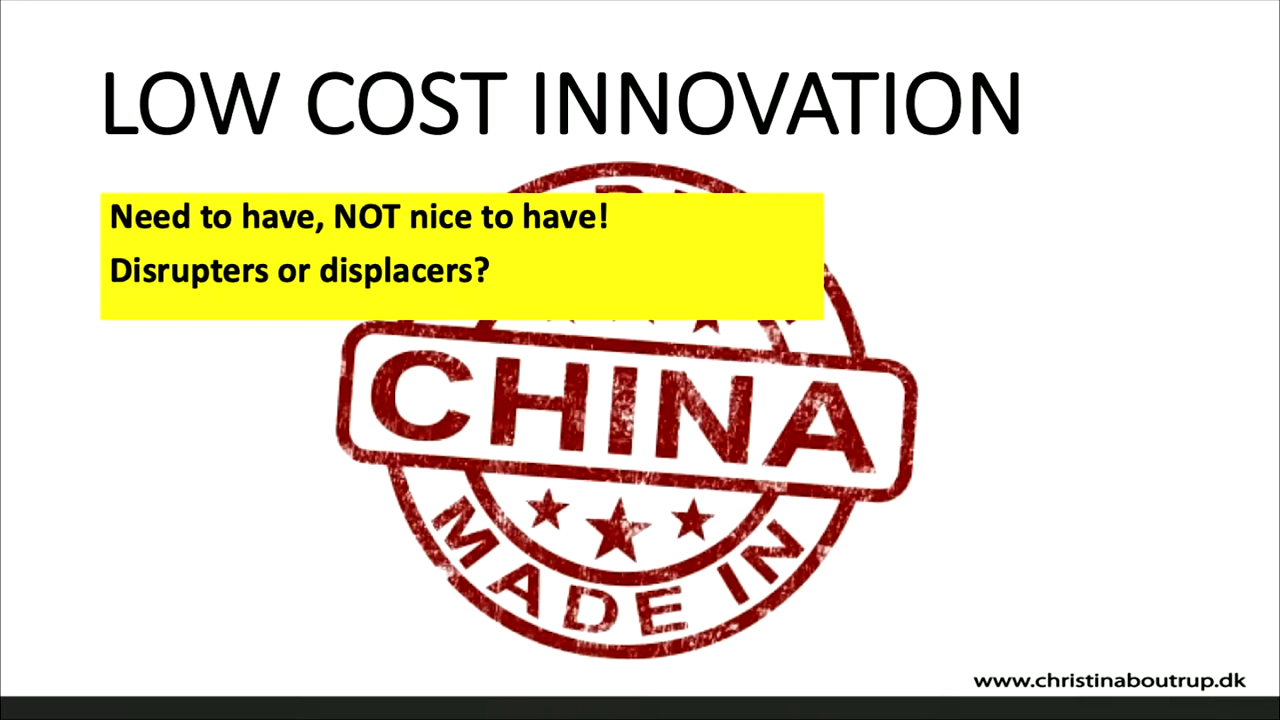 LOW COST INNOVATION
Need to have, NOT nice to have!
Disrupters or displacers?
CHINA
MADE IN
www.christinaboutrup.dk